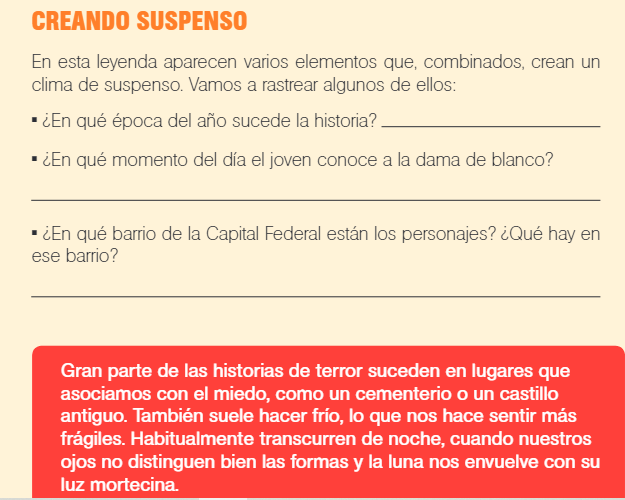 CREANDO SUSPENSO
En esta leyenda aparecen varios elementos que, combinados, crean un
clima de suspenso. Vamos a rastrear algunos de ellos:
▪ ¿En qué época del año sucede la historia?
▪ ¿En qué momento del día el joven conoce a la dama de blanco?
▪ ¿En qué barrio de la Capital Federal están los personajes? ¿Qué hay en
ese barrio?
Gran parte de las historias de terror suceden en lugares que
asociamos con el miedo, como un cementerio o un castillo
antiguo. También suele hacer frío, lo que nos hace sentir más
frágiles. Habitualmente transcurren de noche, cuando nuestros
ojos no distinguen bien las formas y la luna nos envuelve con su
luz mortecina.